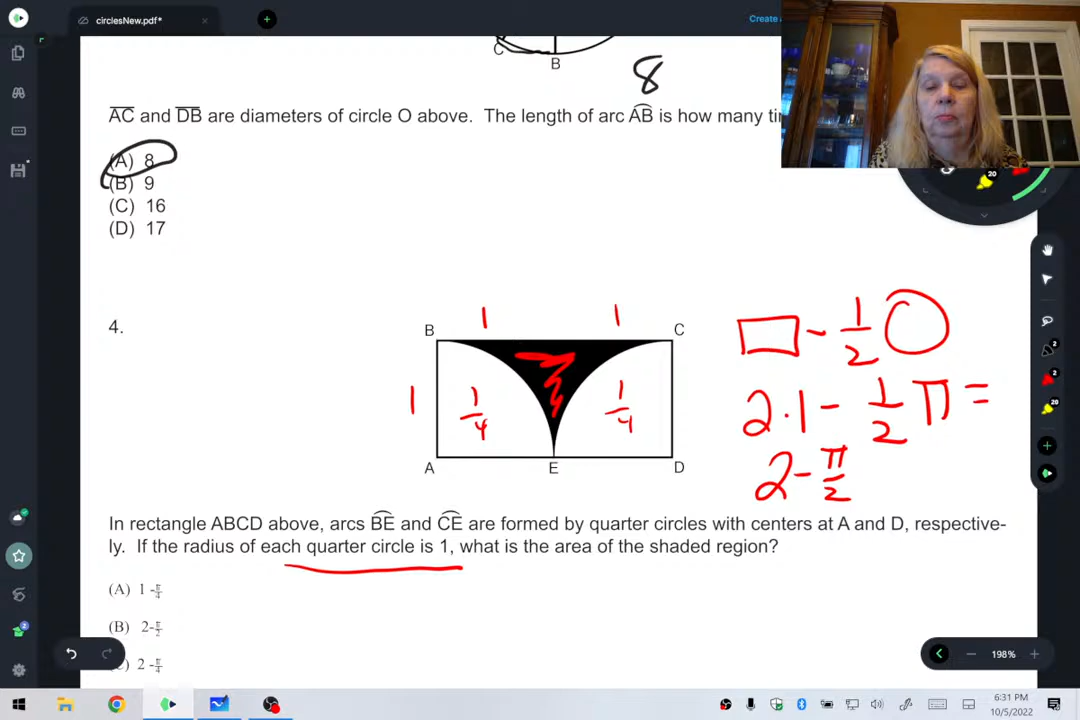 circlesNew.pdf*
Create a
C
B
8
AC and DB are diameters of circle O above. The length of arc AB is how many ti
(A) 8
(B) 9
(C) 16
(D) 17
4.
1 1
B C
1
1/4 1/4
A E D
□ - 1/2 ○
2·1 - 1/2 π =
2 - π/2
In rectangle ABCD above, arcs BE and CE are formed by quarter circles with centers at A and D, respective-
ly. If the radius of each quarter circle is 1, what is the area of the shaded region?
(A) 1 - π/4
(B) 2 - π/2
2 - π/4
198%
6:31 PM
10/5/2022